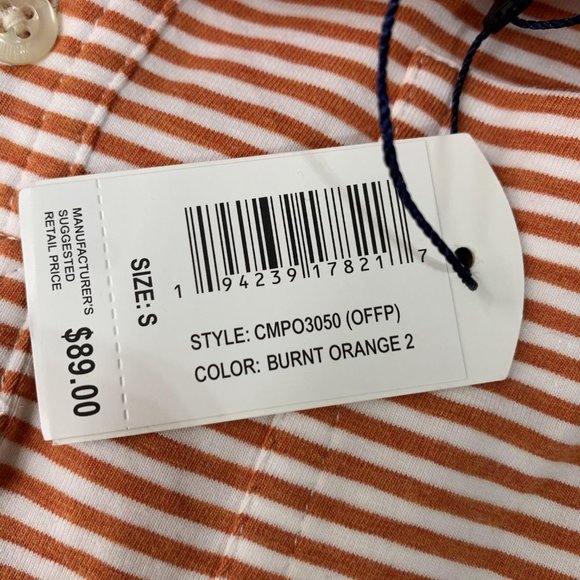 MANUFACTURER'S
SUGGESTED
RETAIL PRICE
$89.00
SIZE: S
1 94239 17821 7
STYLE: CMPO3050 (OFFP)
COLOR: BURNT ORANGE 2